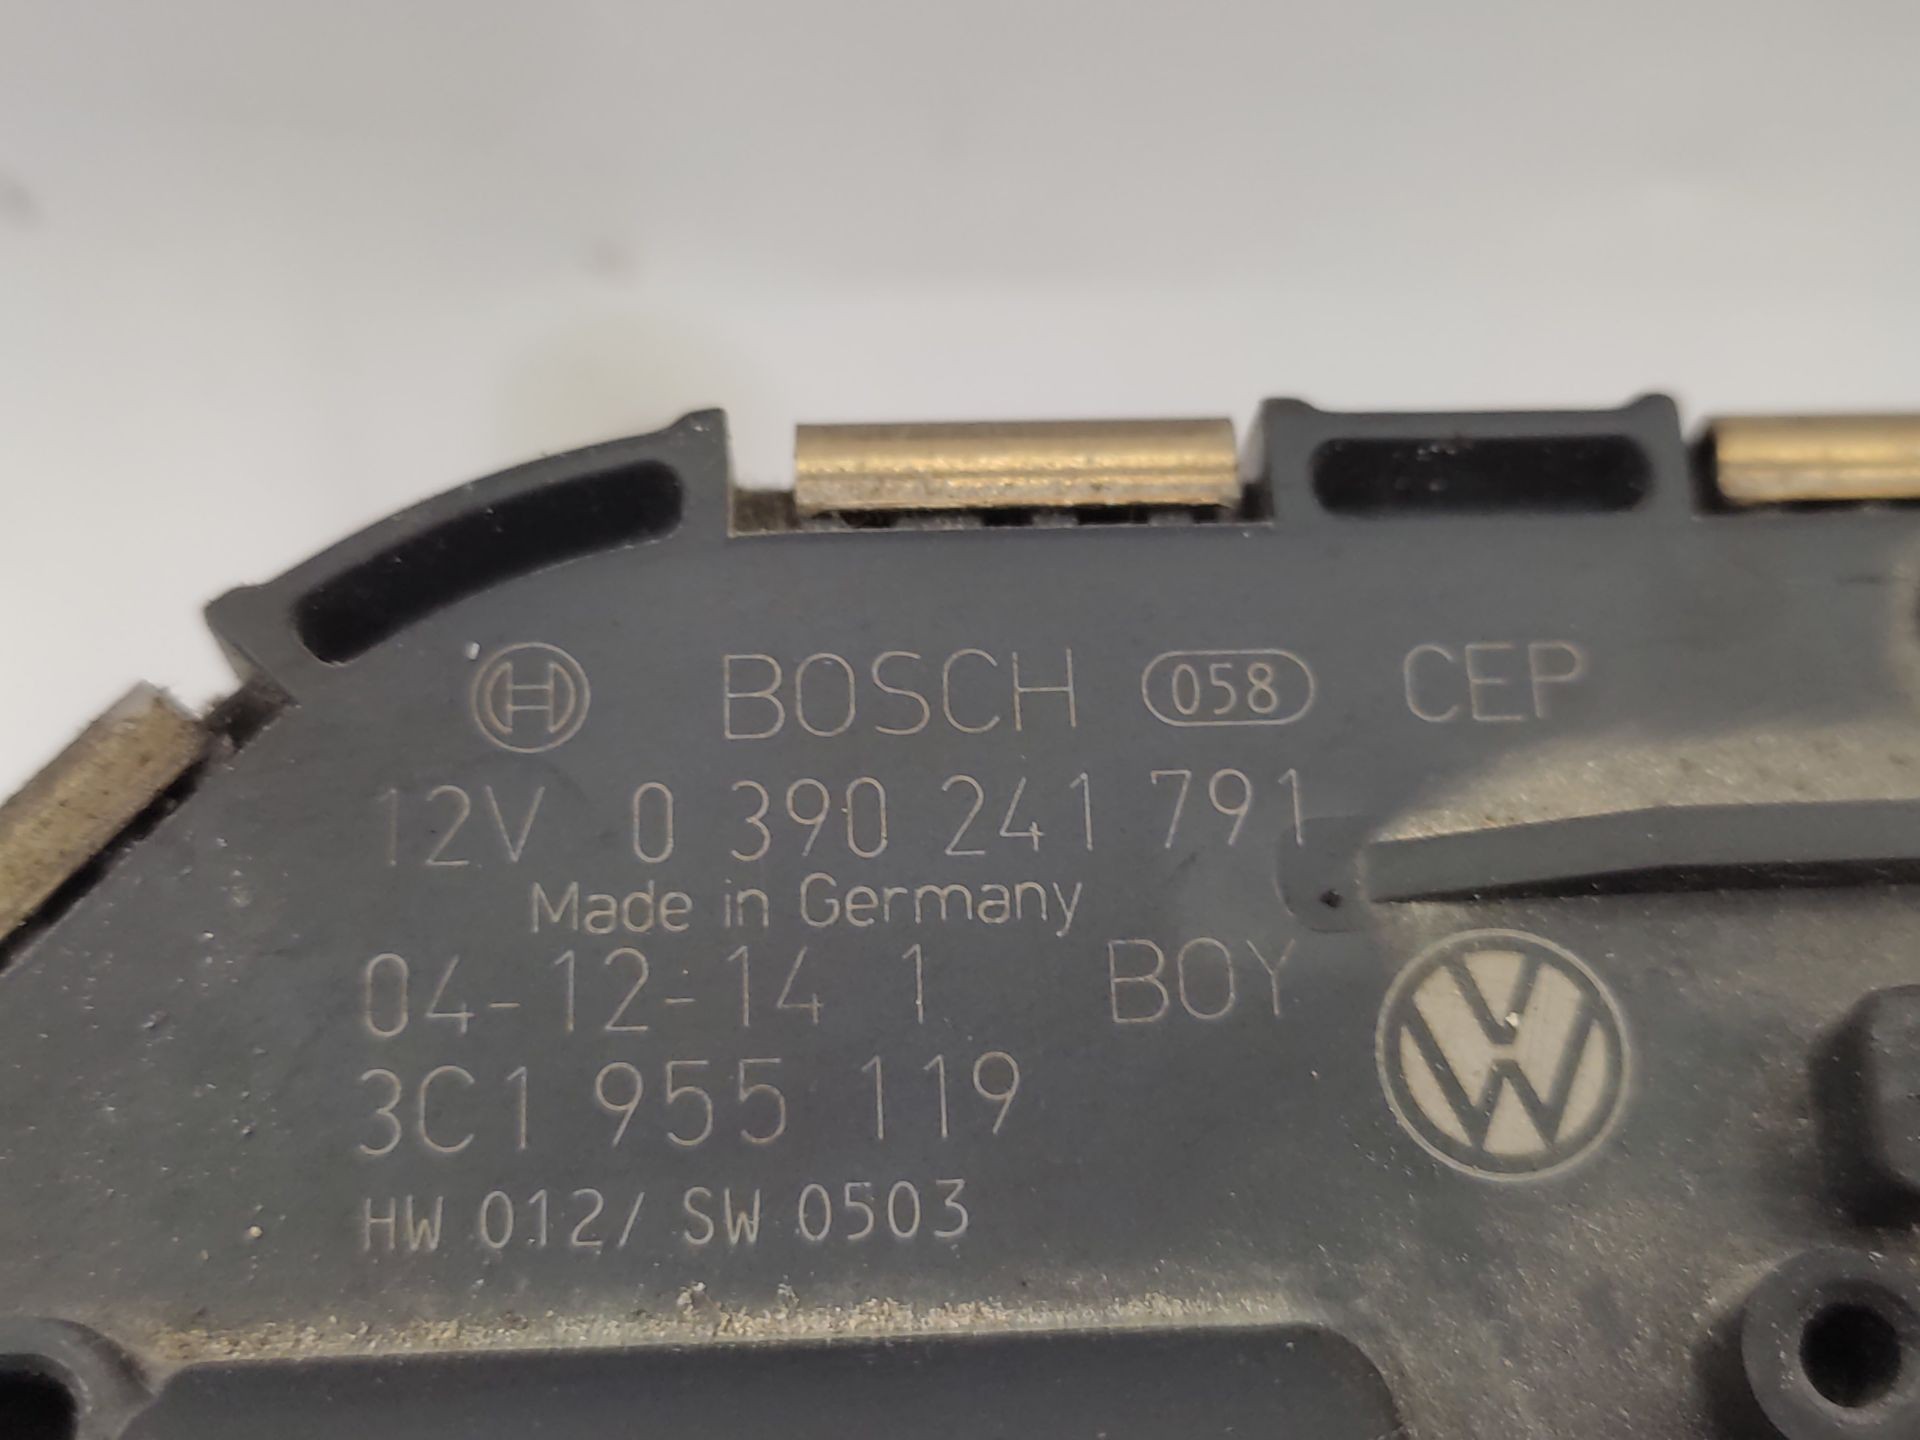 BOSCH 058 CEP
12V 0 390 241 791
Made in Germany
04-12-14 1 BOY
3C1 955 119
HW 012/ SW 0503